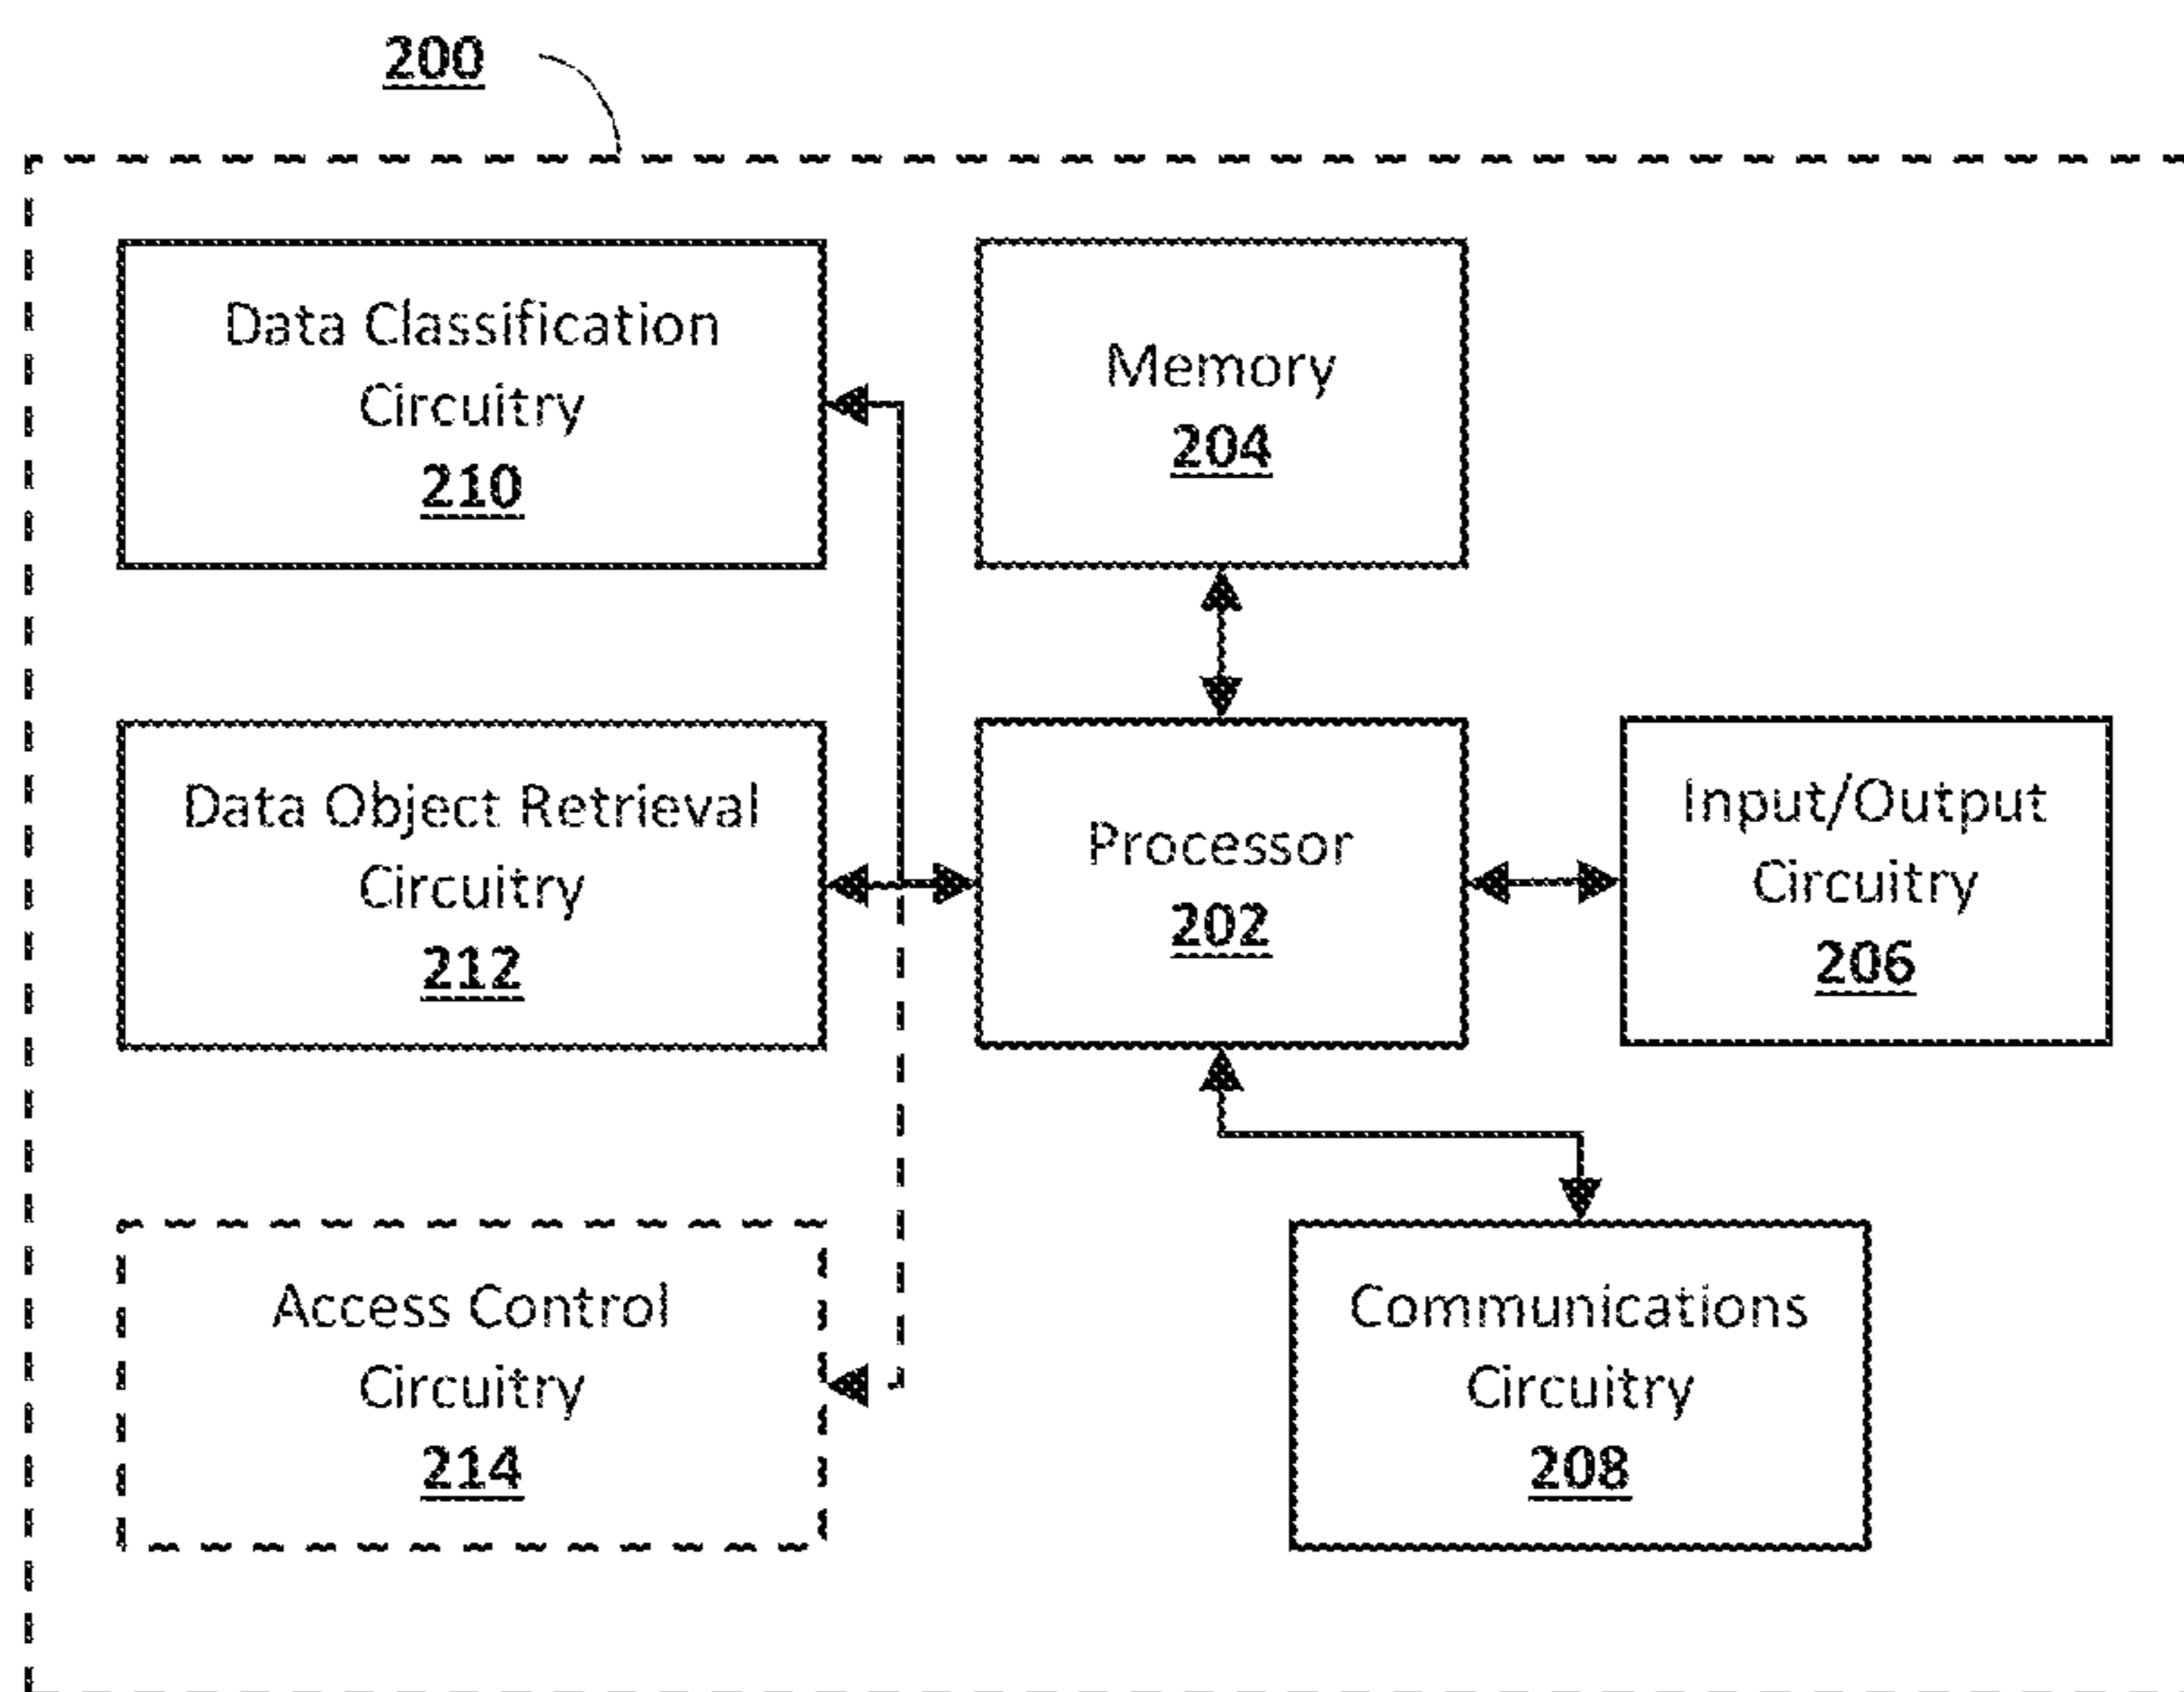 200
Data Classification
Circuitry
210
Memory
204
Data Object Retrieval
Circuitry
212
Processor
202
Input/Output
Circuitry
206
Access Control
Circuitry
214
Communications
Circuitry
208